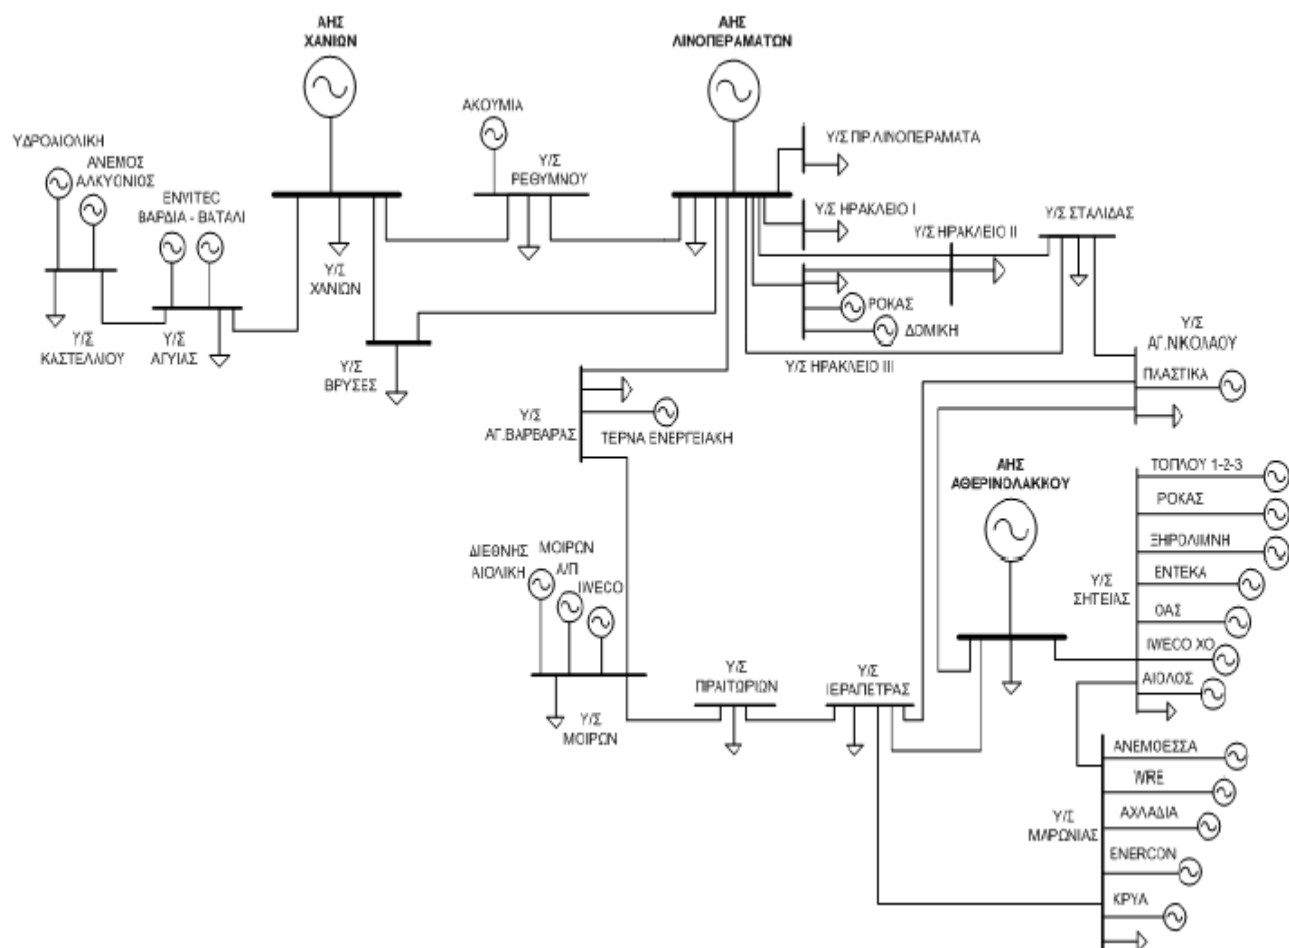 ΑΗΣ
ΧΑΝΙΩΝ
ΑΗΣ
ΛΙΝΟΠΕΡΑΜΑΤΩΝ
ΑΚΟΥΜΙΑ
Υ/Σ
ΡΕΘΥΜΝΟΥ
Υ/Σ ΠΡ.ΛΙΝΟΠΕΡΑΜΑΤΑ
ΥΔΡΟΑΙΟΛΙΚΗ
ΑΝΕΜΟΣ
ΑΛΚΥΟΝΙΟΣ
ENVITEC
ΒΑΡΔΙΑ - ΒΑΤΑΛΙ
Υ/Σ ΗΡΑΚΛΕΙΟ Ι
Υ/Σ ΗΡΑΚΛΕΙΟ ΙΙ
Υ/Σ ΣΤΑΛΙΔΑΣ
Υ/Σ
ΧΑΝΙΩΝ
ΡΟΚΑΣ
ΔΟΜΙΚΗ
Υ/Σ
ΚΑΣΤΕΛΛΙΟΥ
Υ/Σ
ΑΓΥΙΑΣ
Υ/Σ
ΒΡΥΣΕΣ
Υ/Σ ΗΡΑΚΛΕΙΟ ΙΙΙ
Υ/Σ
ΑΓ.ΝΙΚΟΛΑΟΥ
ΠΛΑΣΤΙΚΑ
Υ/Σ
ΑΓ.ΒΑΡΒΑΡΑΣ
ΤΕΡΝΑ ΕΝΕΡΓΕΙΑΚΗ
ΑΗΣ
ΑΘΕΡΙΝΟΛΑΚΚΟΥ
ΤΟΠΛΟΥ 1-2-3
ΡΟΚΑΣ
ΞΗΡΟΛΙΜΝΗ
ΕΝΤΕΚΑ
Υ/Σ
ΣΗΤΕΙΑΣ
ΟΑΣ
IWECO ΧΟ
ΑΙΟΛΟΣ
ΔΙΕΘΝΗΣ
ΑΙΟΛΙΚΗ
ΜΟΙΡΩΝ
Α/Π
IWECO
Υ/Σ
ΜΟΙΡΩΝ
Υ/Σ
ΠΡΑΙΤΩΡΙΩΝ
Υ/Σ
ΙΕΡΑΠΕΤΡΑΣ
ΑΝΕΜΟΕΣΣΑ
WRE
Υ/Σ
ΜΑΡΩΝΙΑΣ
ΑΧΛΑΔΙΑ
ENERCON
ΚΡΥΑ